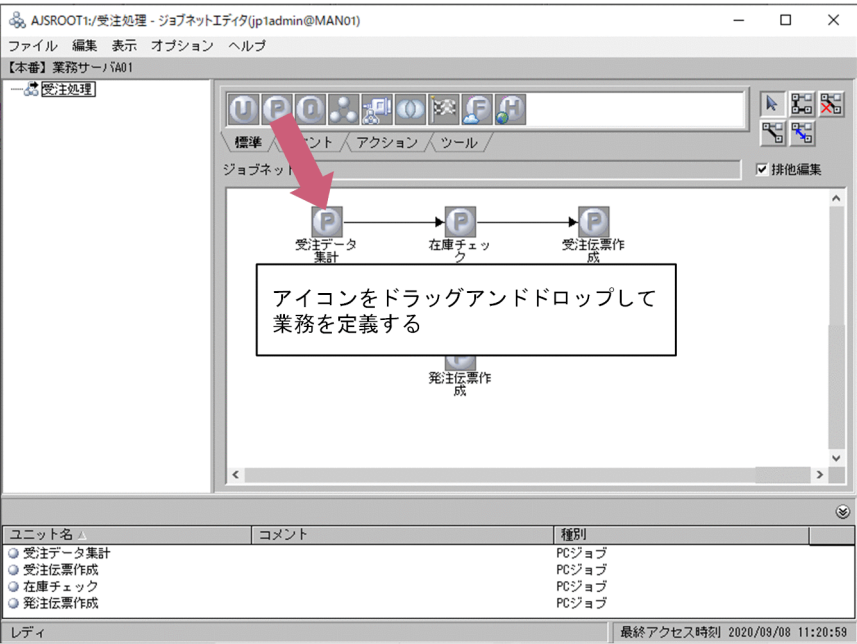 AJSROOT1:/受注処理 - ジョブネットエディタ(jp1admin@MAN01)
ファイル 編集 表示 オプション ヘルプ
【本番】業務サーバA01
受注処理
U P Q F H
標準 ント アクション ツール
ジョブネット
排他編集
P P P
受注データ集計
在庫チェック
受注伝票作成
アイコンをドラッグアンドドロップして
業務を定義する
発注伝票作
成
ユニット名 コメント 種別
受注データ集計 PCジョブ
受注伝票作成 PCジョブ
在庫チェック PCジョブ
発注伝票作成 PCジョブ
レディ 最終アクセス時刻 2020/09/08 11:20:59